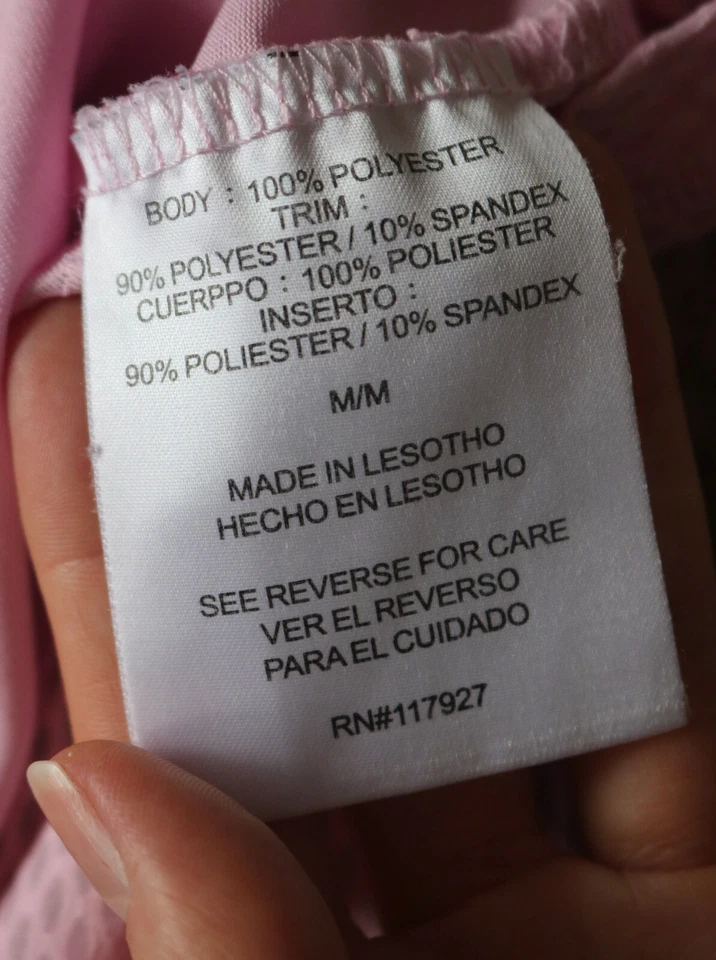 BODY : 100% POLYESTER
TRIM :
90% POLYESTER / 10% SPANDEX
CUERPPO : 100% POLIESTER
INSERTO :
90% POLIESTER / 10% SPANDEX
M/M
MADE IN LESOTHO
HECHO EN LESOTHO
SEE REVERSE FOR CARE
VER EL REVERSO
PARA EL CUIDADO
RN#117927